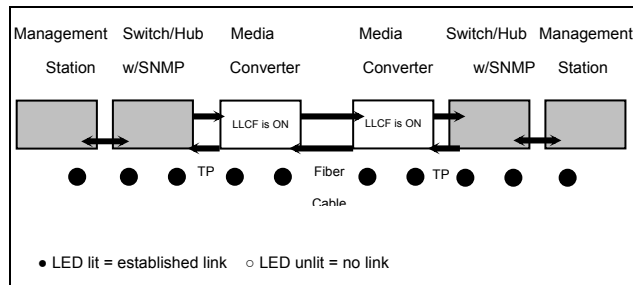 Management Switch/Hub Media Media Switch/Hub Management
Station w/SNMP Converter Converter w/SNMP Station
LLCF is ON LLCF is ON
TP Fiber TP
Cable
● LED lit = established link ○ LED unlit = no link